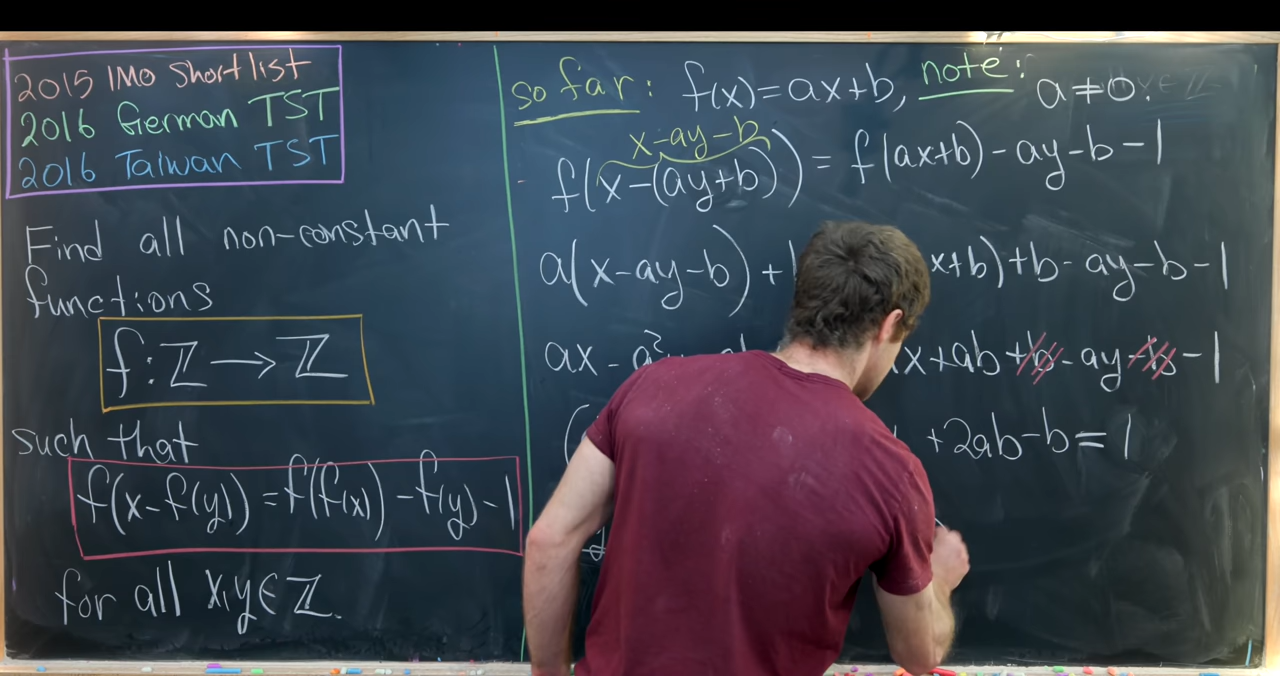 2015 IMO Shortlist
2016 German TST
2016 Taiwan TST
Find all non-constant
functions
f: ℤ → ℤ
such that
f(x-f(y)) = f(f(x)) - f(y) - 1
for all x,y ∈ ℤ.
so far: f(x) = ax+b, note: a≠0.
x-ay-b
f(x-(ay+b)) = f(ax+b) - ay - b - 1
a(x-ay-b) + x+b) + b - ay - b - 1
ax - a² x + ab + b - ay - b - 1
( + 2ab - b = 1